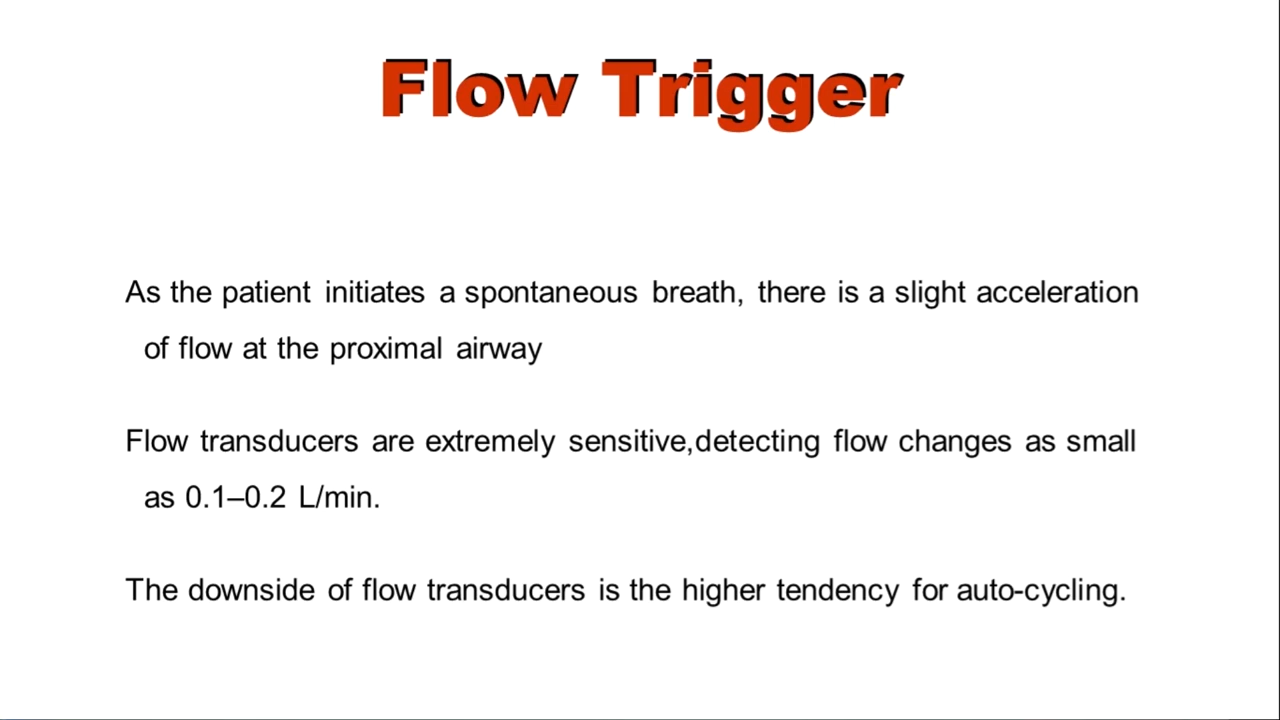 Flow Trigger
As the patient initiates a spontaneous breath, there is a slight acceleration
of flow at the proximal airway
Flow transducers are extremely sensitive,detecting flow changes as small
as 0.1–0.2 L/min.
The downside of flow transducers is the higher tendency for auto-cycling.